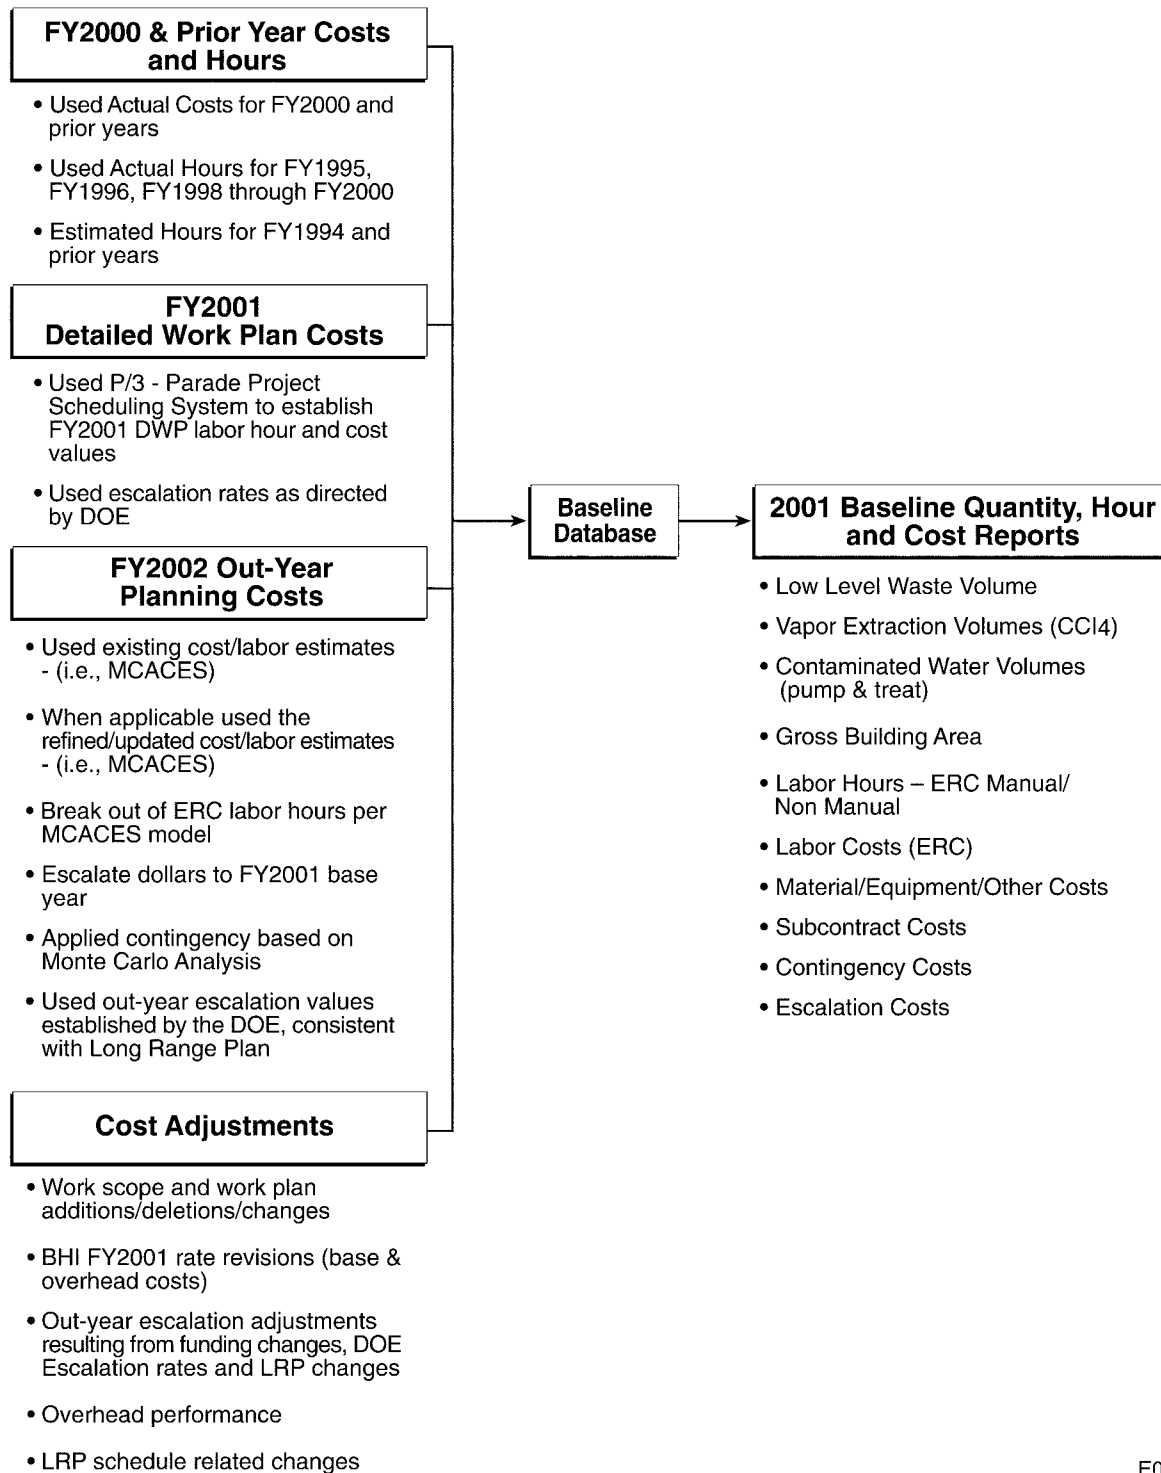 FY2000 & Prior Year Costs
and Hours
• Used Actual Costs for FY2000 and
prior years
• Used Actual Hours for FY1995,
FY1996, FY1998 through FY2000
• Estimated Hours for FY1994 and
prior years
FY2001
Detailed Work Plan Costs
• Used P/3 - Parade Project
Scheduling System to establish
FY2001 DWP labor hour and cost
values
• Used escalation rates as directed
by DOE
FY2002 Out-Year
Planning Costs
• Used existing cost/labor estimates
- (i.e., MCACES)
• When applicable used the
refined/updated cost/labor estimates
- (i.e., MCACES)
• Break out of ERC labor hours per
MCACES model
• Escalate dollars to FY2001 base
year
• Applied contingency based on
Monte Carlo Analysis
• Used out-year escalation values
established by the DOE, consistent
with Long Range Plan
Cost Adjustments
• Work scope and work plan
additions/deletions/changes
• BHI FY2001 rate revisions (base &
overhead costs)
• Out-year escalation adjustments
resulting from funding changes, DOE
Escalation rates and LRP changes
• Overhead performance
• LRP schedule related changes
Baseline
Database
2001 Baseline Quantity, Hour
and Cost Reports
• Low Level Waste Volume
• Vapor Extraction Volumes (CCl4)
• Contaminated Water Volumes
(pump & treat)
• Gross Building Area
• Labor Hours – ERC Manual/
Non Manual
• Labor Costs (ERC)
• Material/Equipment/Other Costs
• Subcontract Costs
• Contingency Costs
• Escalation Costs